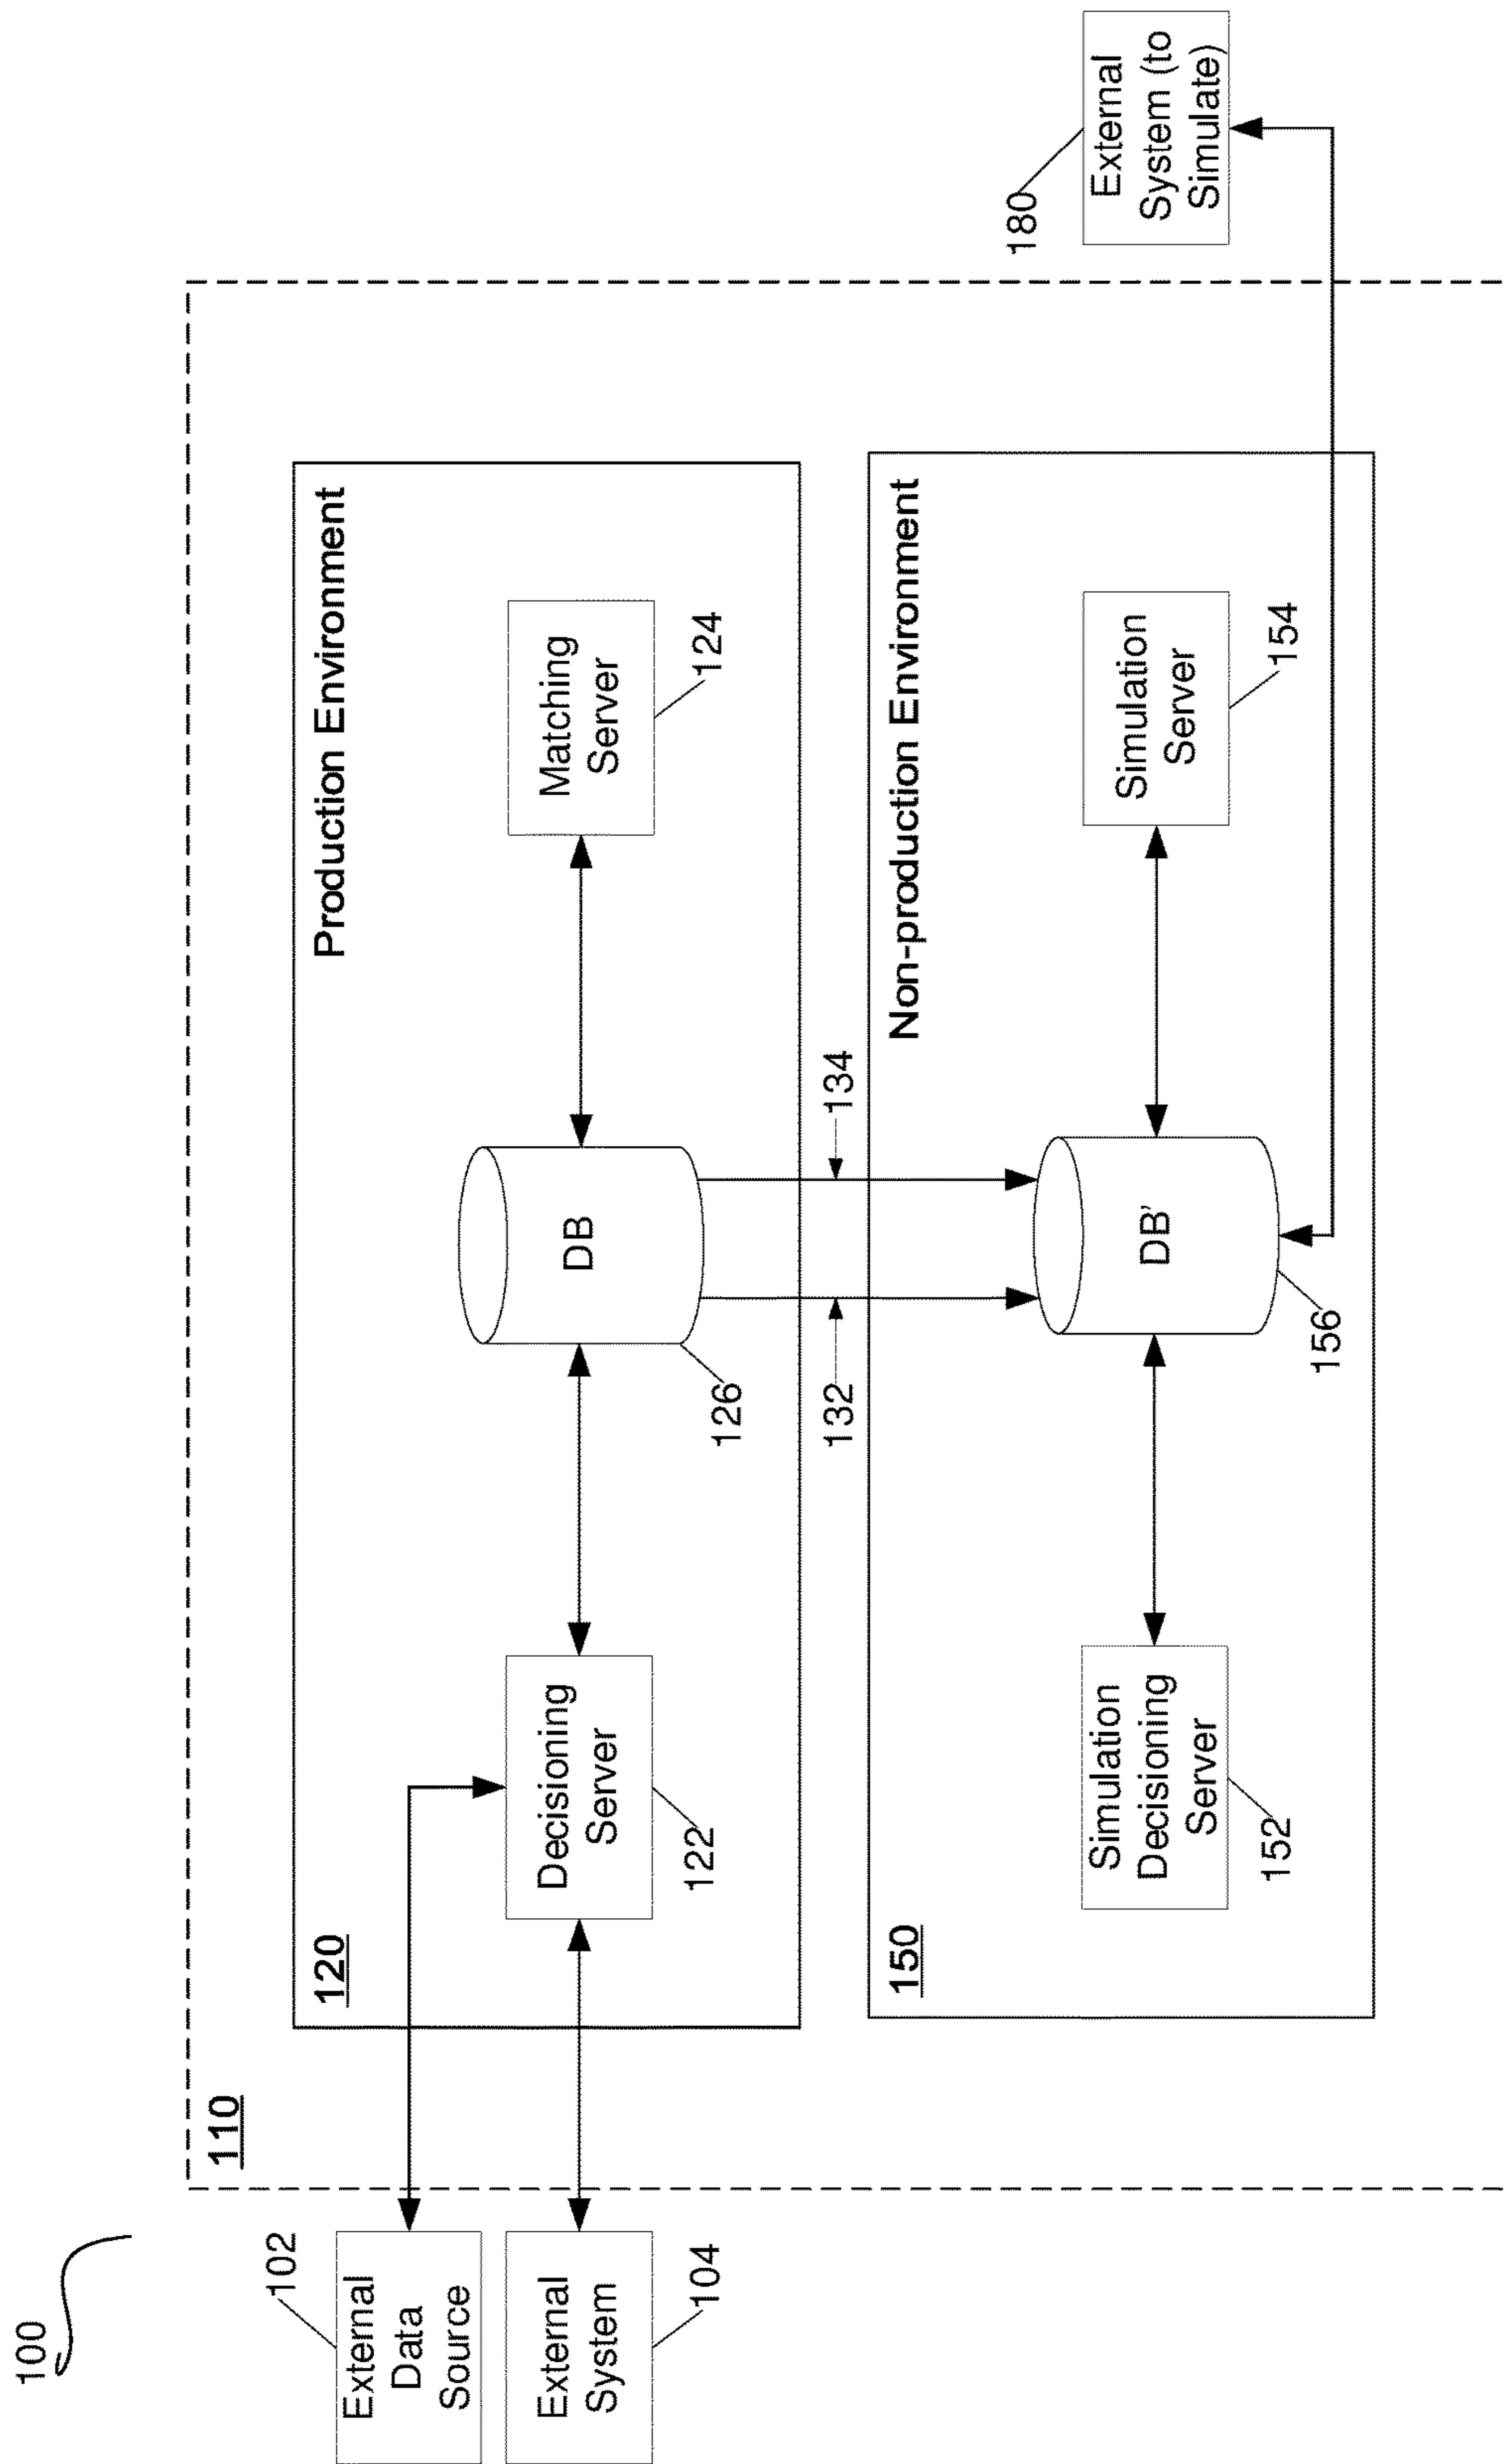 100
110
External
Data
Source
102
External
System
104
120
Production Environment
Decisioning
Server
122
DB
126
Matching
Server
124
132
134
150
Non-production Environment
Simulation
Decisioning
Server
152
DB'
156
Simulation
Server
154
180
External
System (to
Simulate)